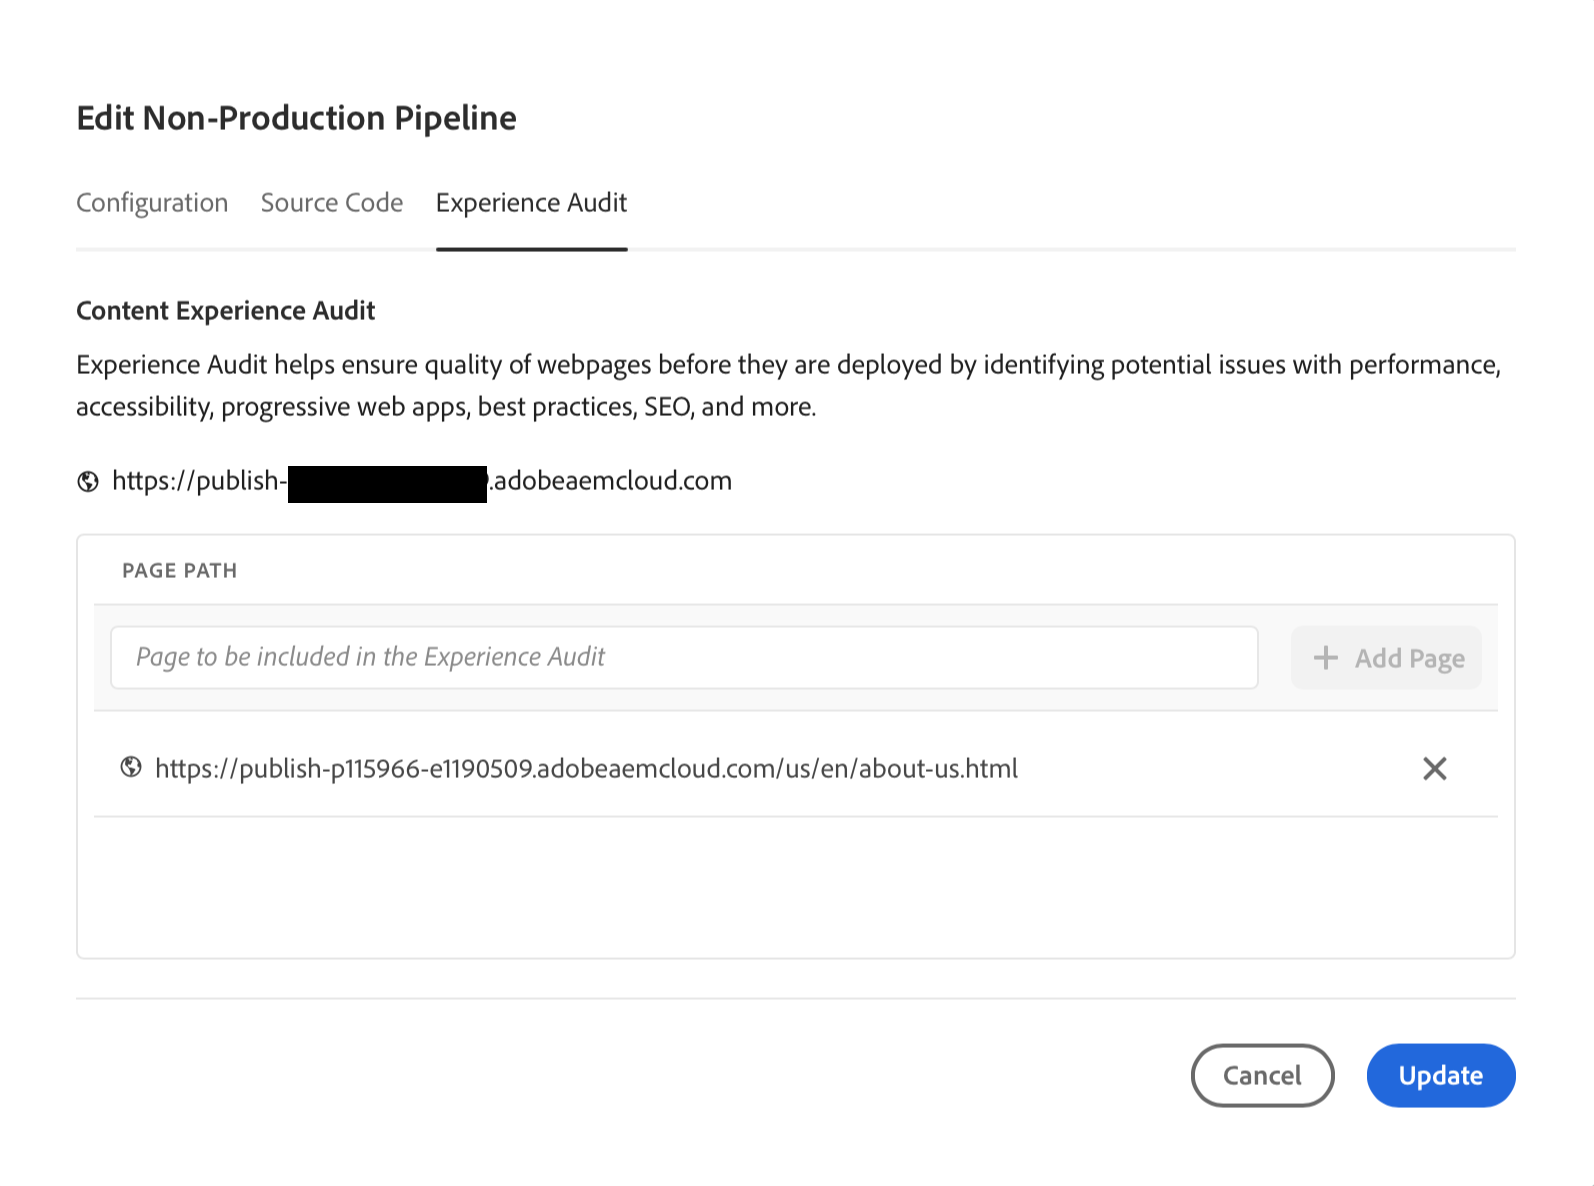 Edit Non-Production Pipeline
Configuration Source Code Experience Audit
Content Experience Audit
Experience Audit helps ensure quality of webpages before they are deployed by identifying potential issues with performance,
accessibility, progressive web apps, best practices, SEO, and more.
https://publish- .adobeaemcloud.com
PAGE PATH
Page to be included in the Experience Audit
+ Add Page
https://publish-p115966-e1190509.adobeaemcloud.com/us/en/about-us.html
Cancel Update